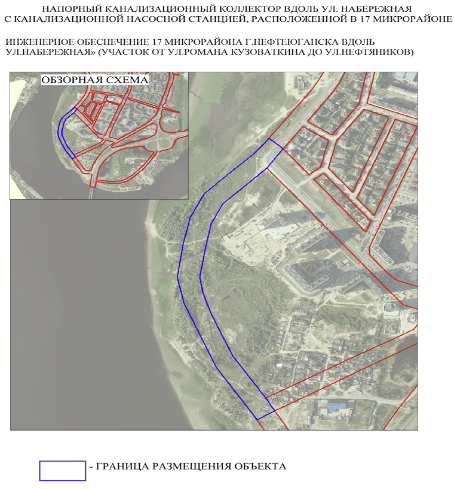 НАПОРНЫЙ КАНАЛИЗАЦИОННЫЙ КОЛЛЕКТОР ВДОЛЬ УЛ. НАБЕРЕЖНАЯ
С КАНАЛИЗАЦИОННОЙ НАСОСНОЙ СТАНЦИЕЙ, РАСПОЛОЖЕННОЙ В 17 МИКРОРАЙОНЕ
ИНЖЕНЕРНОЕ ОБЕСПЕЧЕНИЕ 17 МИКРОРАЙОНА Г.НЕФТЕЮГАНСКА ВДОЛЬ
УЛ.НАБЕРЕЖНАЯ» (УЧАСТОК ОТ УЛ.РОМАНА КУЗОВАТКИНА ДО УЛ.НЕФТЯНИКОВ)
ОБЗОРНАЯ СХЕМА
- ГРАНИЦА РАЗМЕЩЕНИЯ ОБЪЕКТА